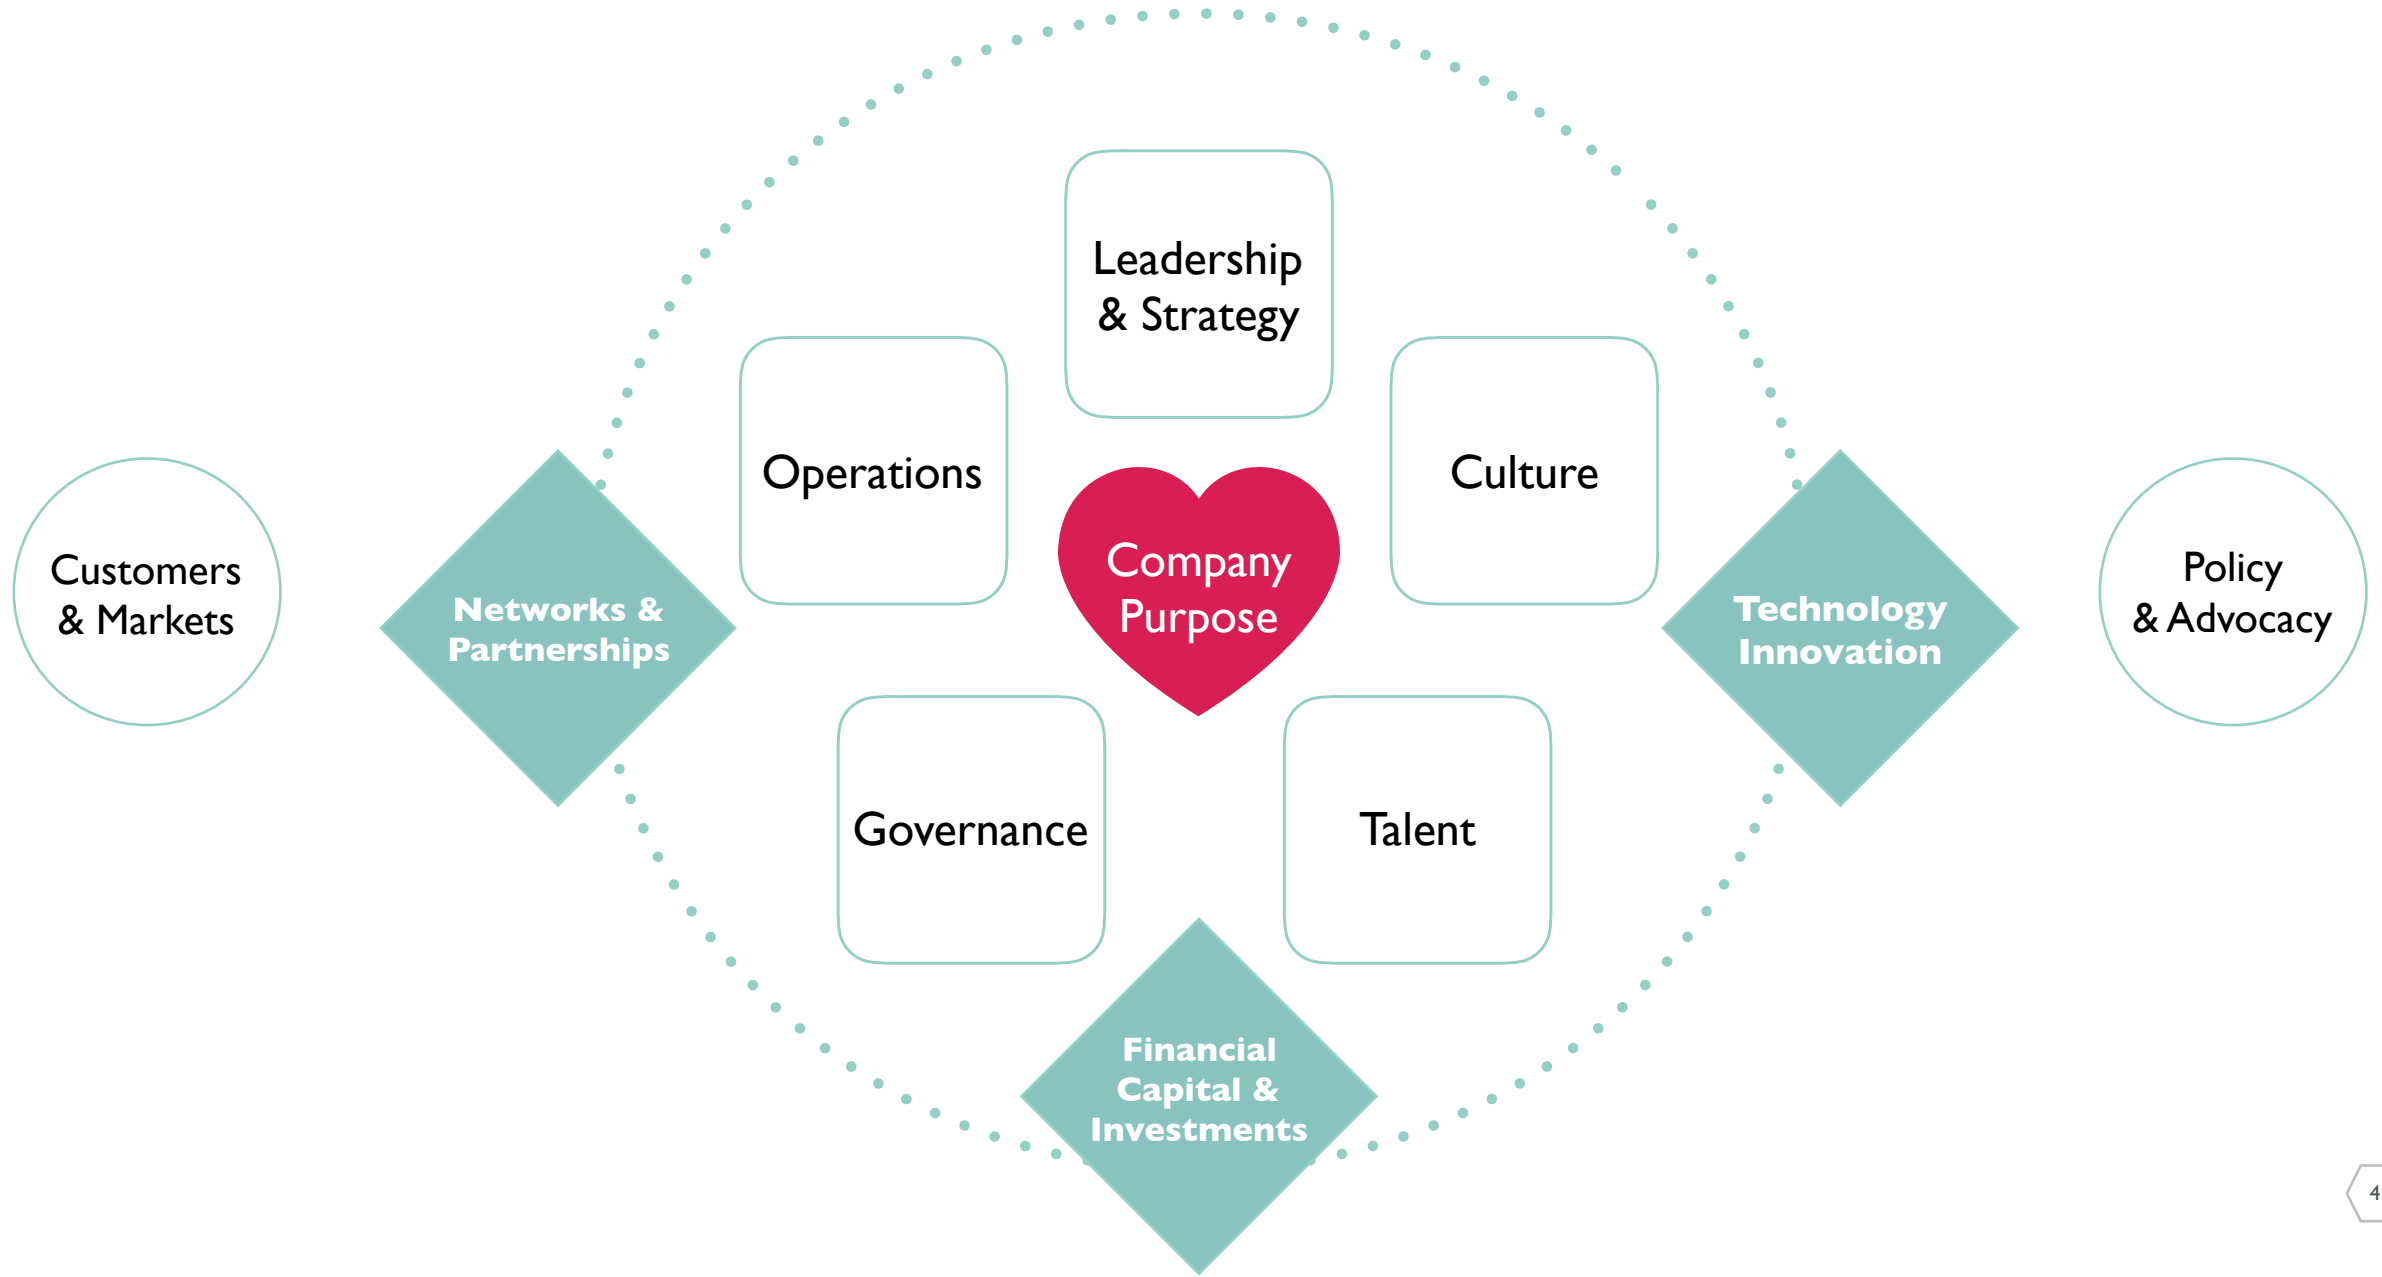 Leadership
& Strategy
Operations
Culture
Company
Purpose
Customers
& Markets
Networks &
Partnerships
Technology
Innovation
Policy
& Advocacy
Governance
Talent
Financial
Capital &
Investments
4